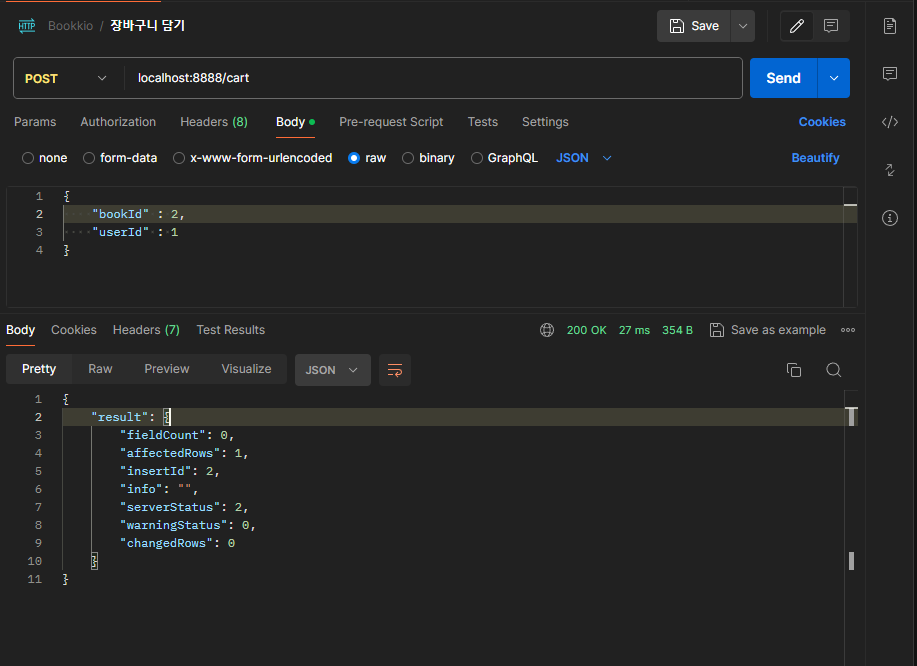 HTTP Bookkio / 장바구니 담기 Save
POST localhost:8888/cart Send
Params Authorization Headers (8) Body Pre-request Script Tests Settings Cookies
none form-data x-www-form-urlencoded raw binary GraphQL JSON Beautify
1 {
2 "bookId" : 2,
3 "userId" : 1
4 }
Body Cookies Headers (7) Test Results 200 OK 27 ms 354 B Save as example
Pretty Raw Preview Visualize JSON
1 {
2 "result": {
3 "fieldCount": 0,
4 "affectedRows": 1,
5 "insertId": 2,
6 "info": "",
7 "serverStatus": 2,
8 "warningStatus": 0,
9 "changedRows": 0
10 }
11 }